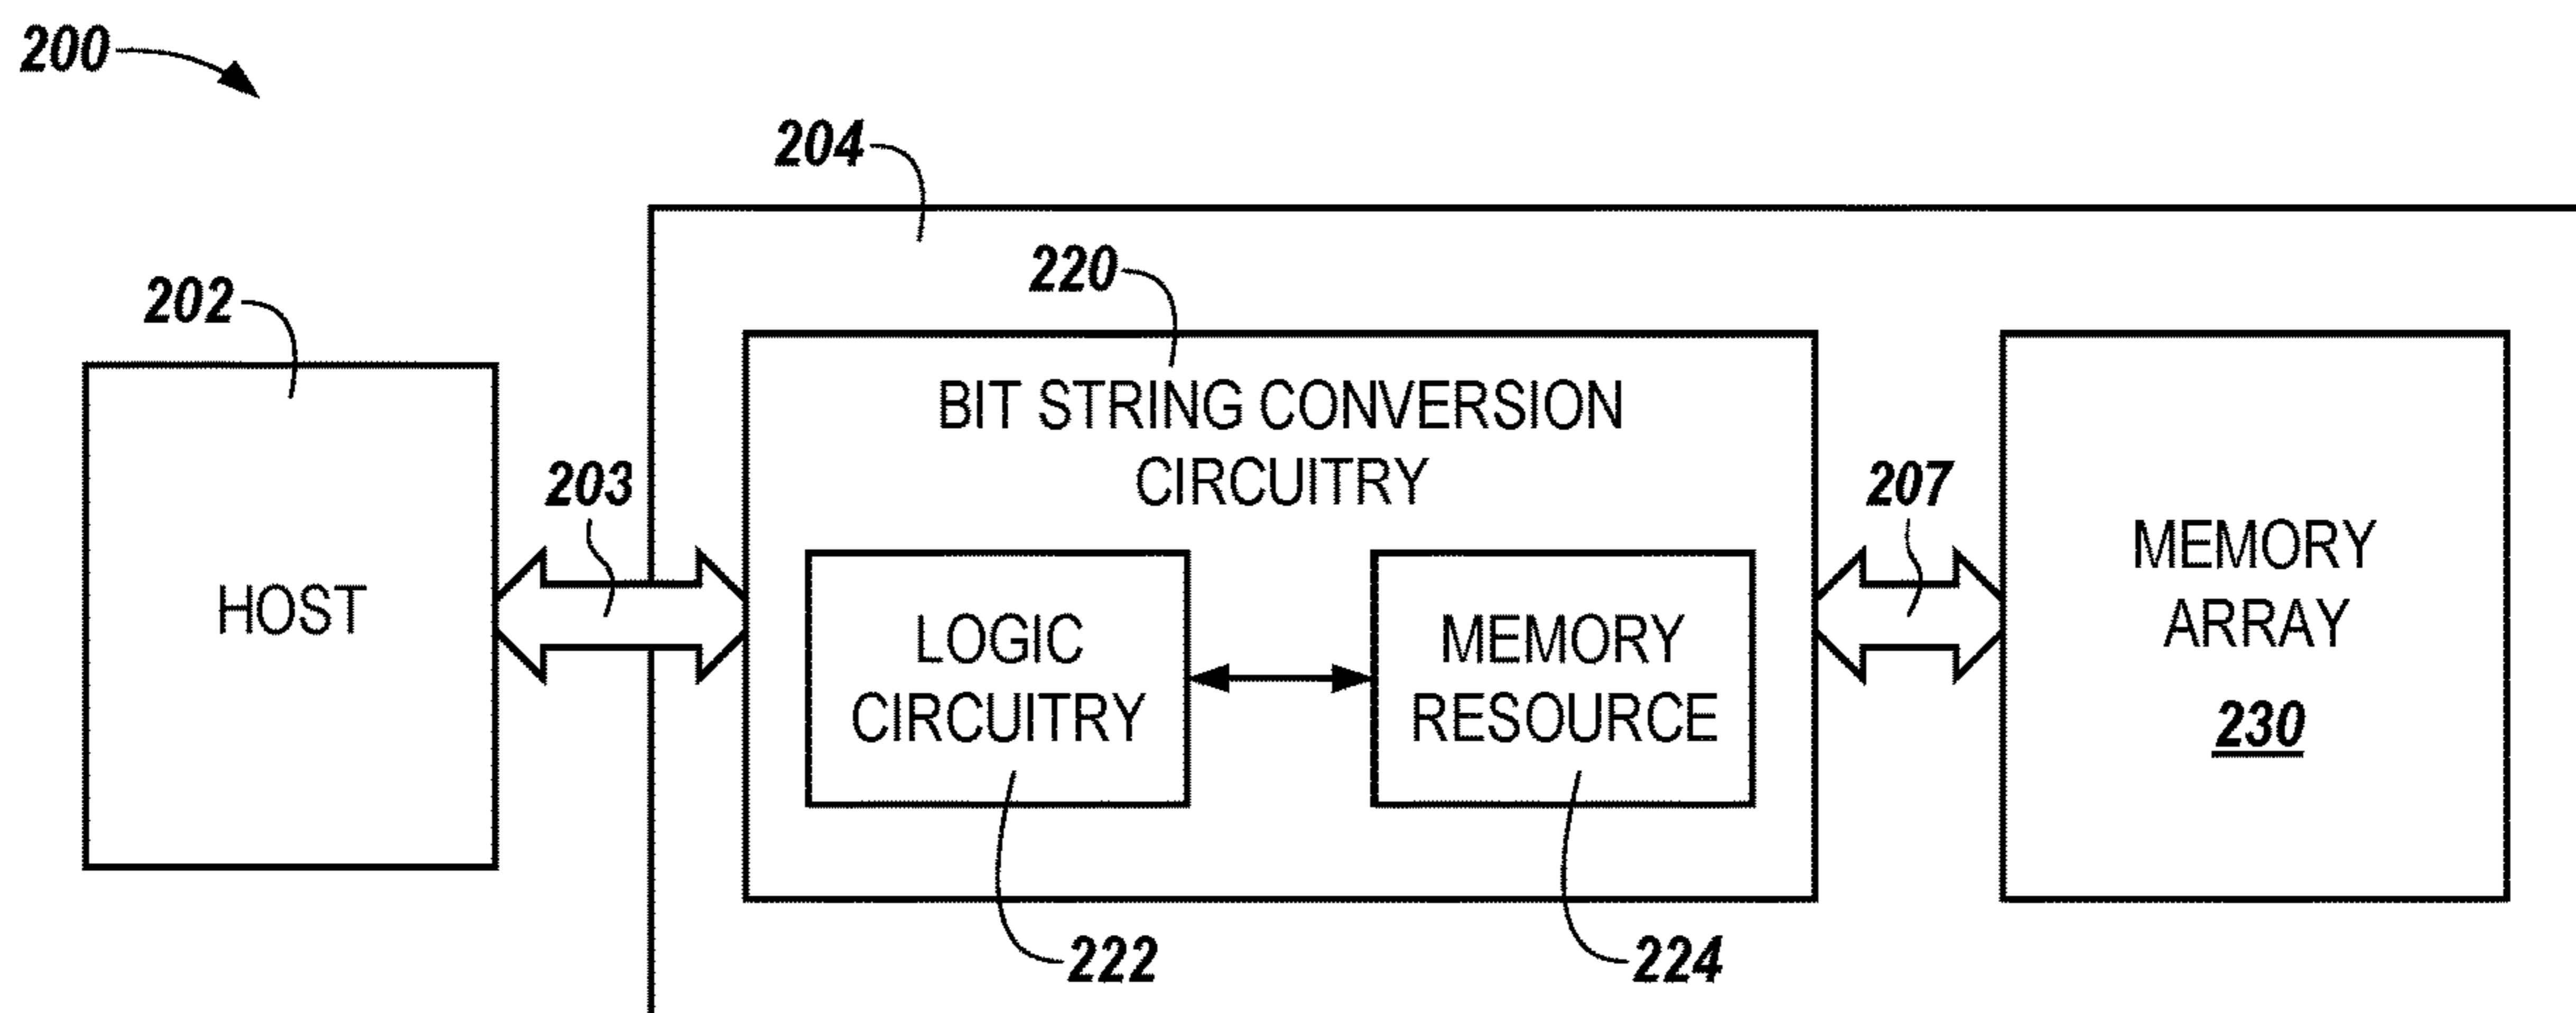 200
204
220
202
BIT STRING CONVERSION
CIRCUITRY
203
207
HOST
LOGIC
CIRCUITRY
MEMORY
RESOURCE
MEMORY
ARRAY
230
222
224